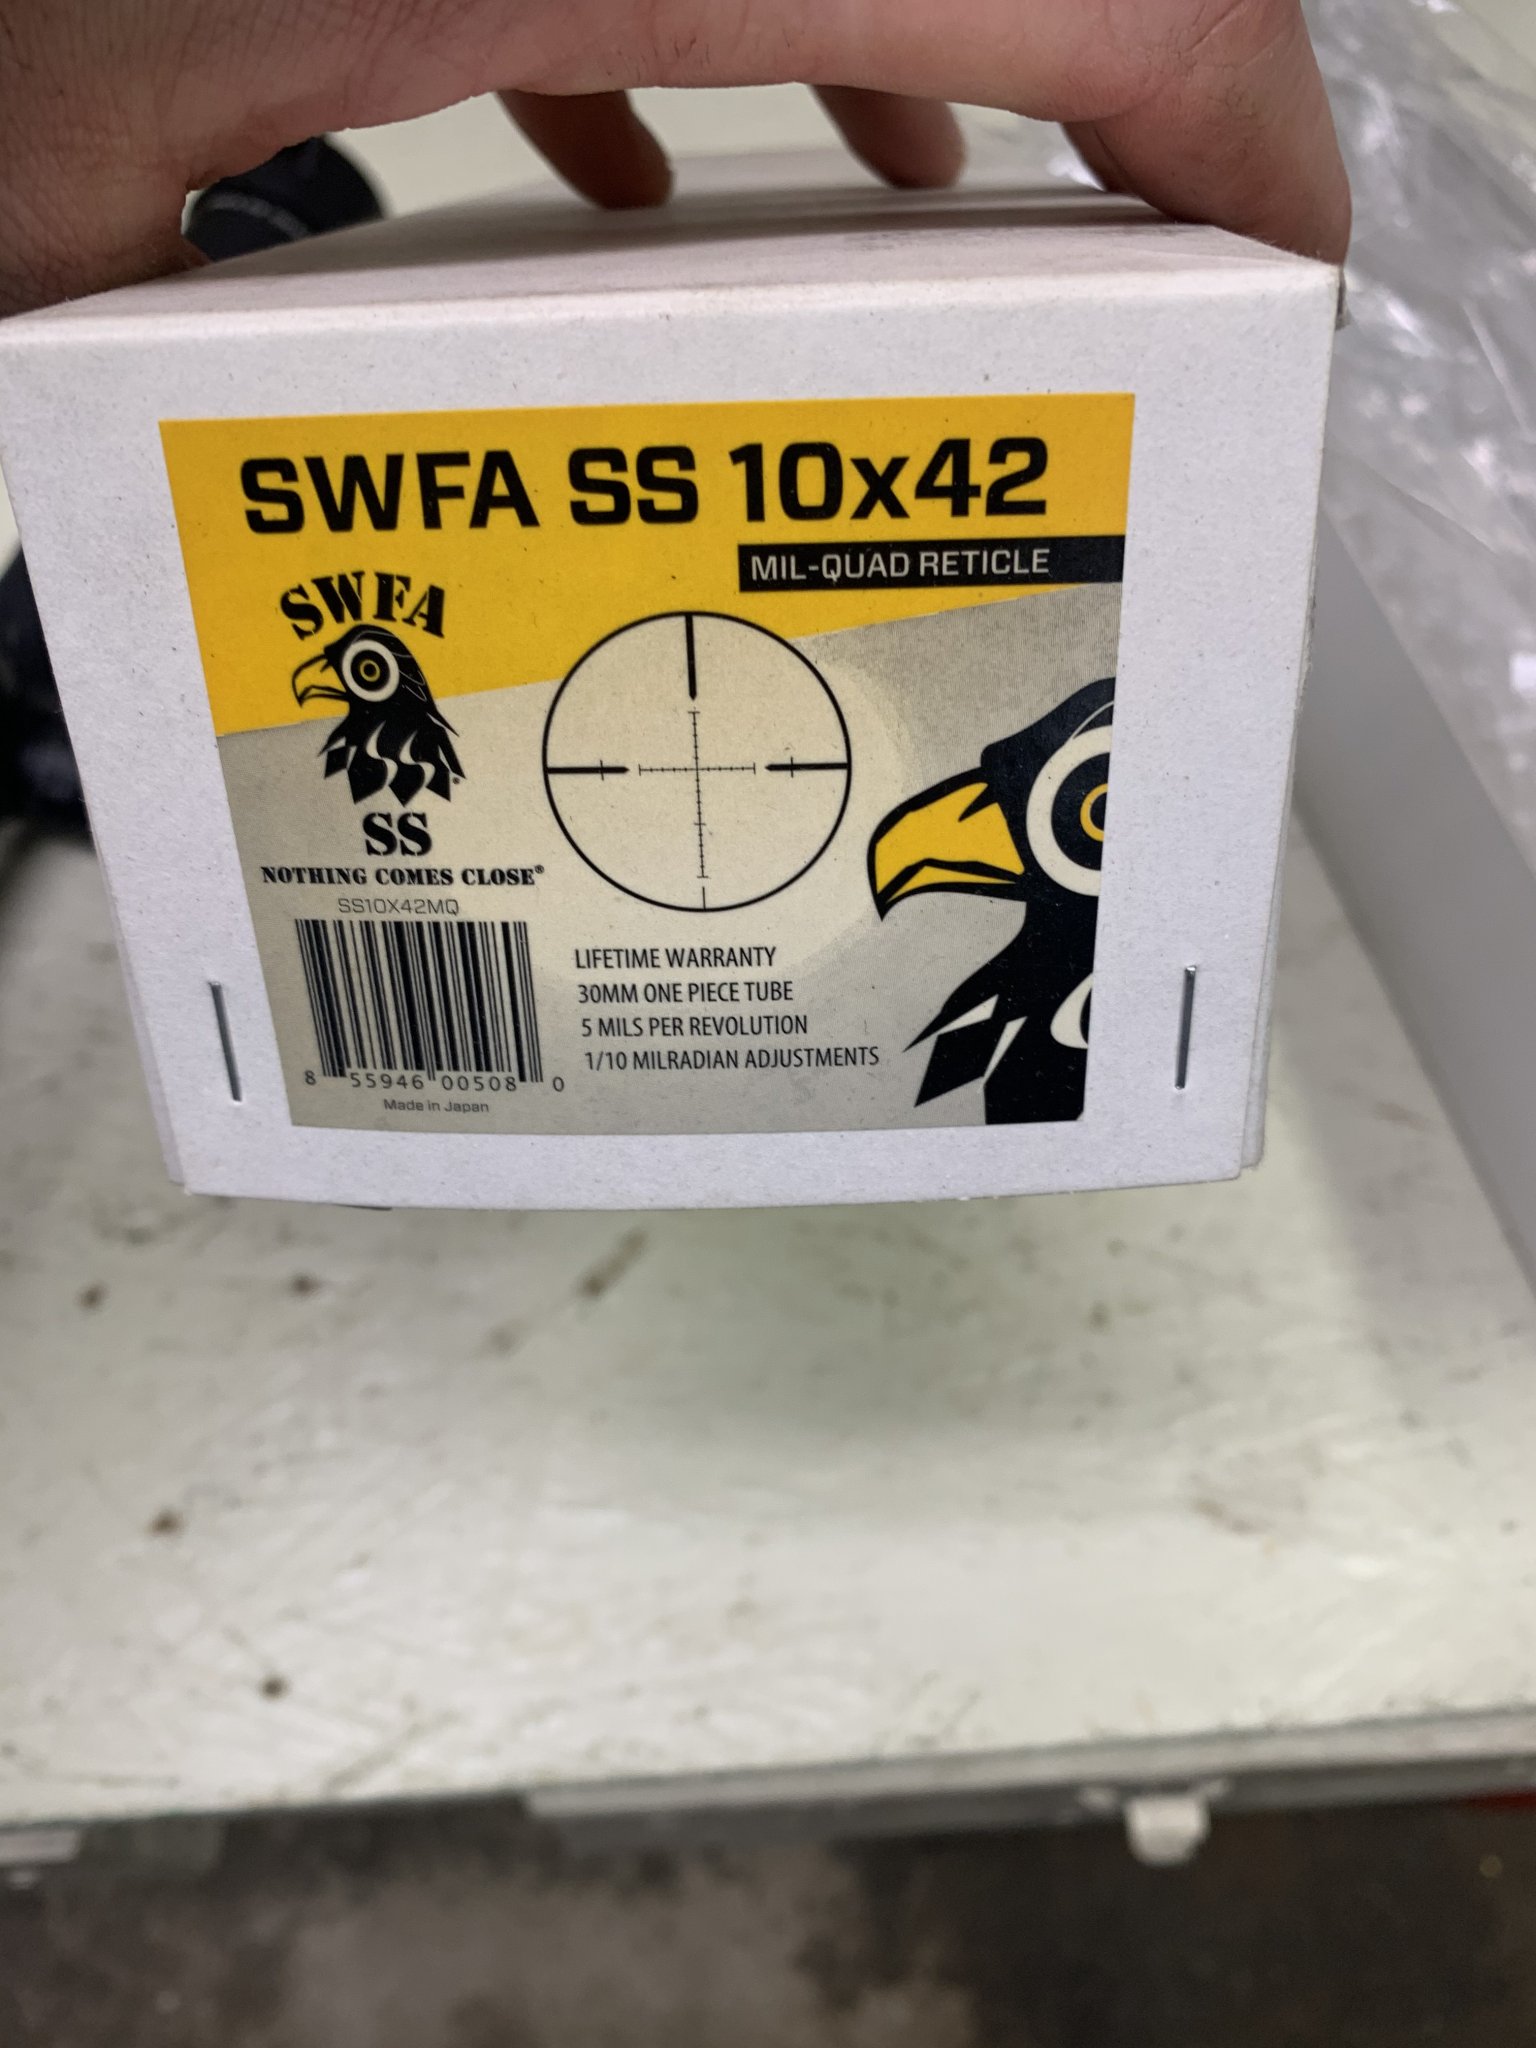 SWFA SS 10x42
MIL-QUAD RETICLE
SWFA
SS
SS
NOTHING COMES CLOSE®
SS10X42MQ
8 55946 00508 0
Made in Japan
LIFETIME WARRANTY
30MM ONE PIECE TUBE
5 MILS PER REVOLUTION
1/10 MILRADIAN ADJUSTMENTS